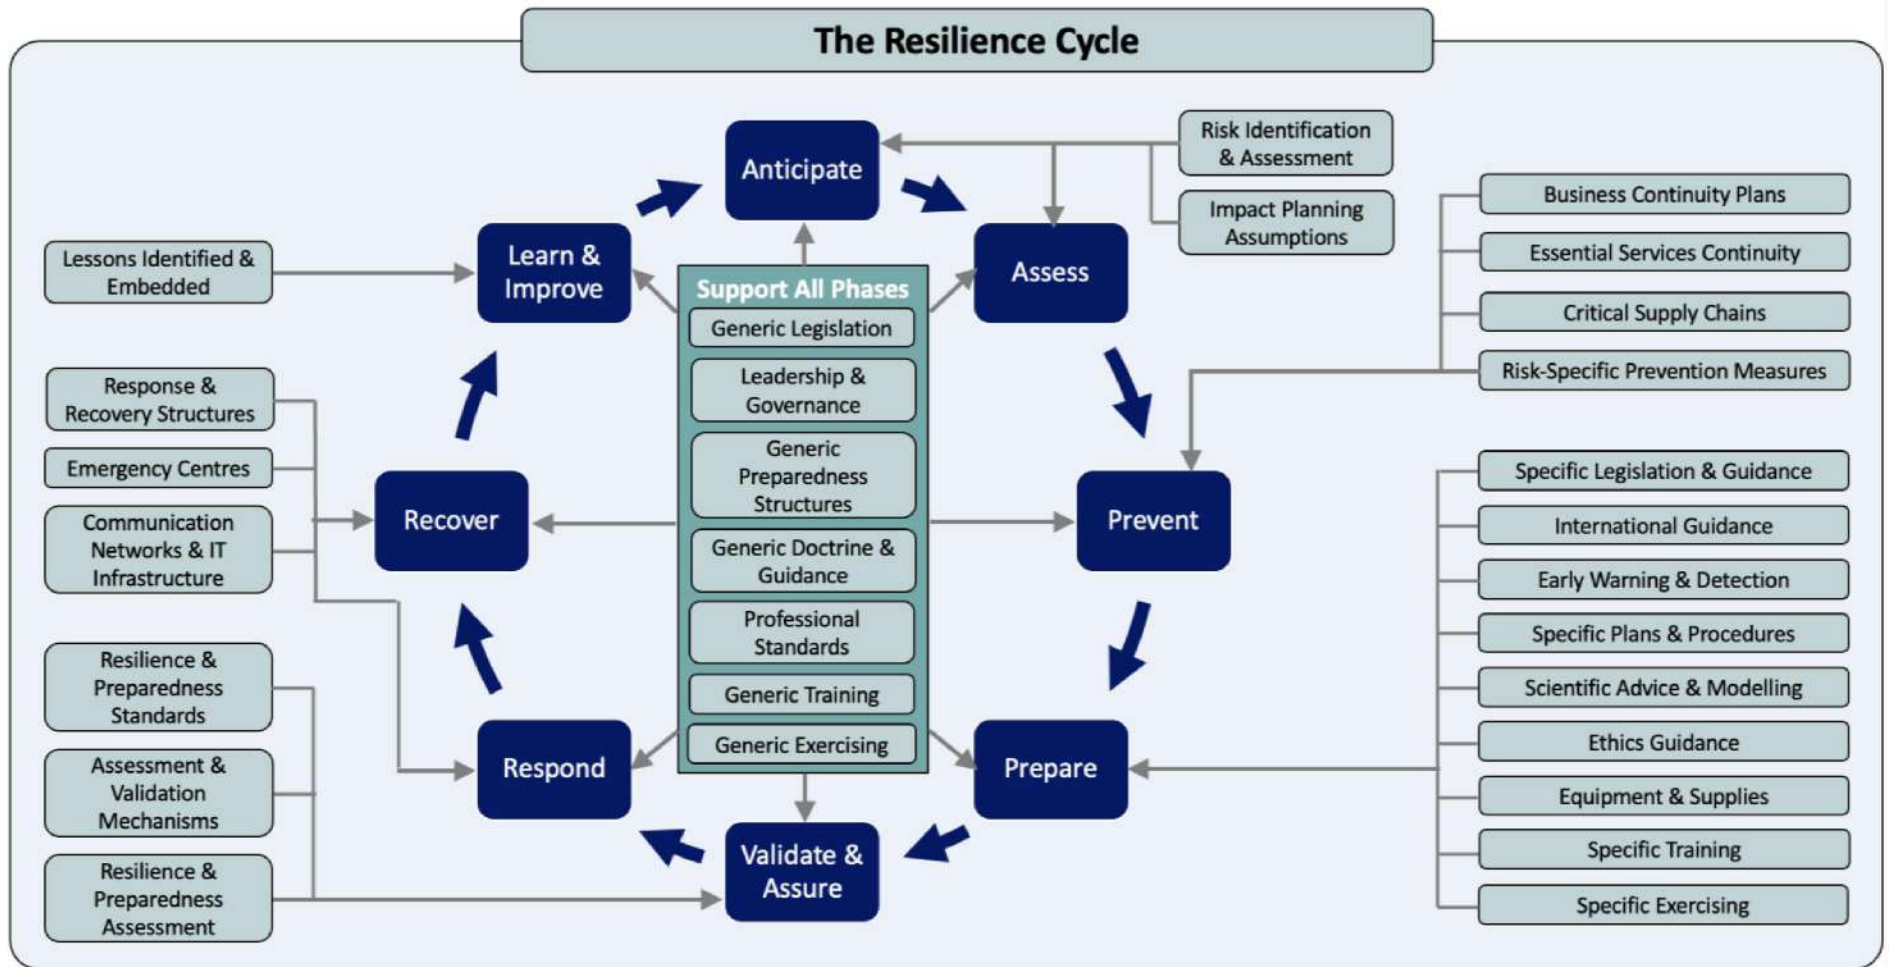 The Resilience Cycle
Anticipate
Assess
Prevent
Prepare
Validate &
Assure
Respond
Recover
Learn &
Improve
Support All Phases
Generic Legislation
Leadership &
Governance
Generic
Preparedness
Structures
Generic Doctrine &
Guidance
Professional
Standards
Generic Training
Generic Exercising
Risk Identification
& Assessment
Impact Planning
Assumptions
Business Continuity Plans
Essential Services Continuity
Critical Supply Chains
Risk-Specific Prevention Measures
Specific Legislation & Guidance
International Guidance
Early Warning & Detection
Specific Plans & Procedures
Scientific Advice & Modelling
Ethics Guidance
Equipment & Supplies
Specific Training
Specific Exercising
Lessons Identified &
Embedded
Response &
Recovery Structures
Emergency Centres
Communication
Networks & IT
Infrastructure
Resilience &
Preparedness
Standards
Assessment &
Validation
Mechanisms
Resilience &
Preparedness
Assessment